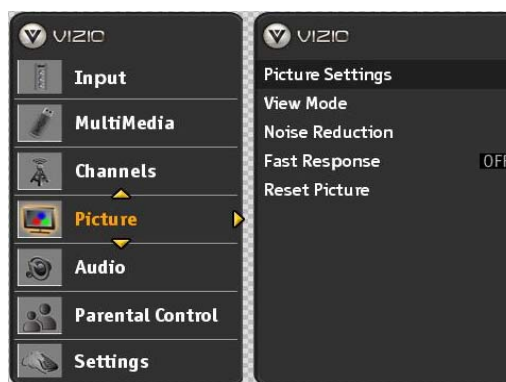 VIZIO
Input
MultiMedia
Channels
Picture
Audio
Parental Control
Settings
VIZIO
Picture Settings
View Mode
Noise Reduction
Fast Response OFF
Reset Picture